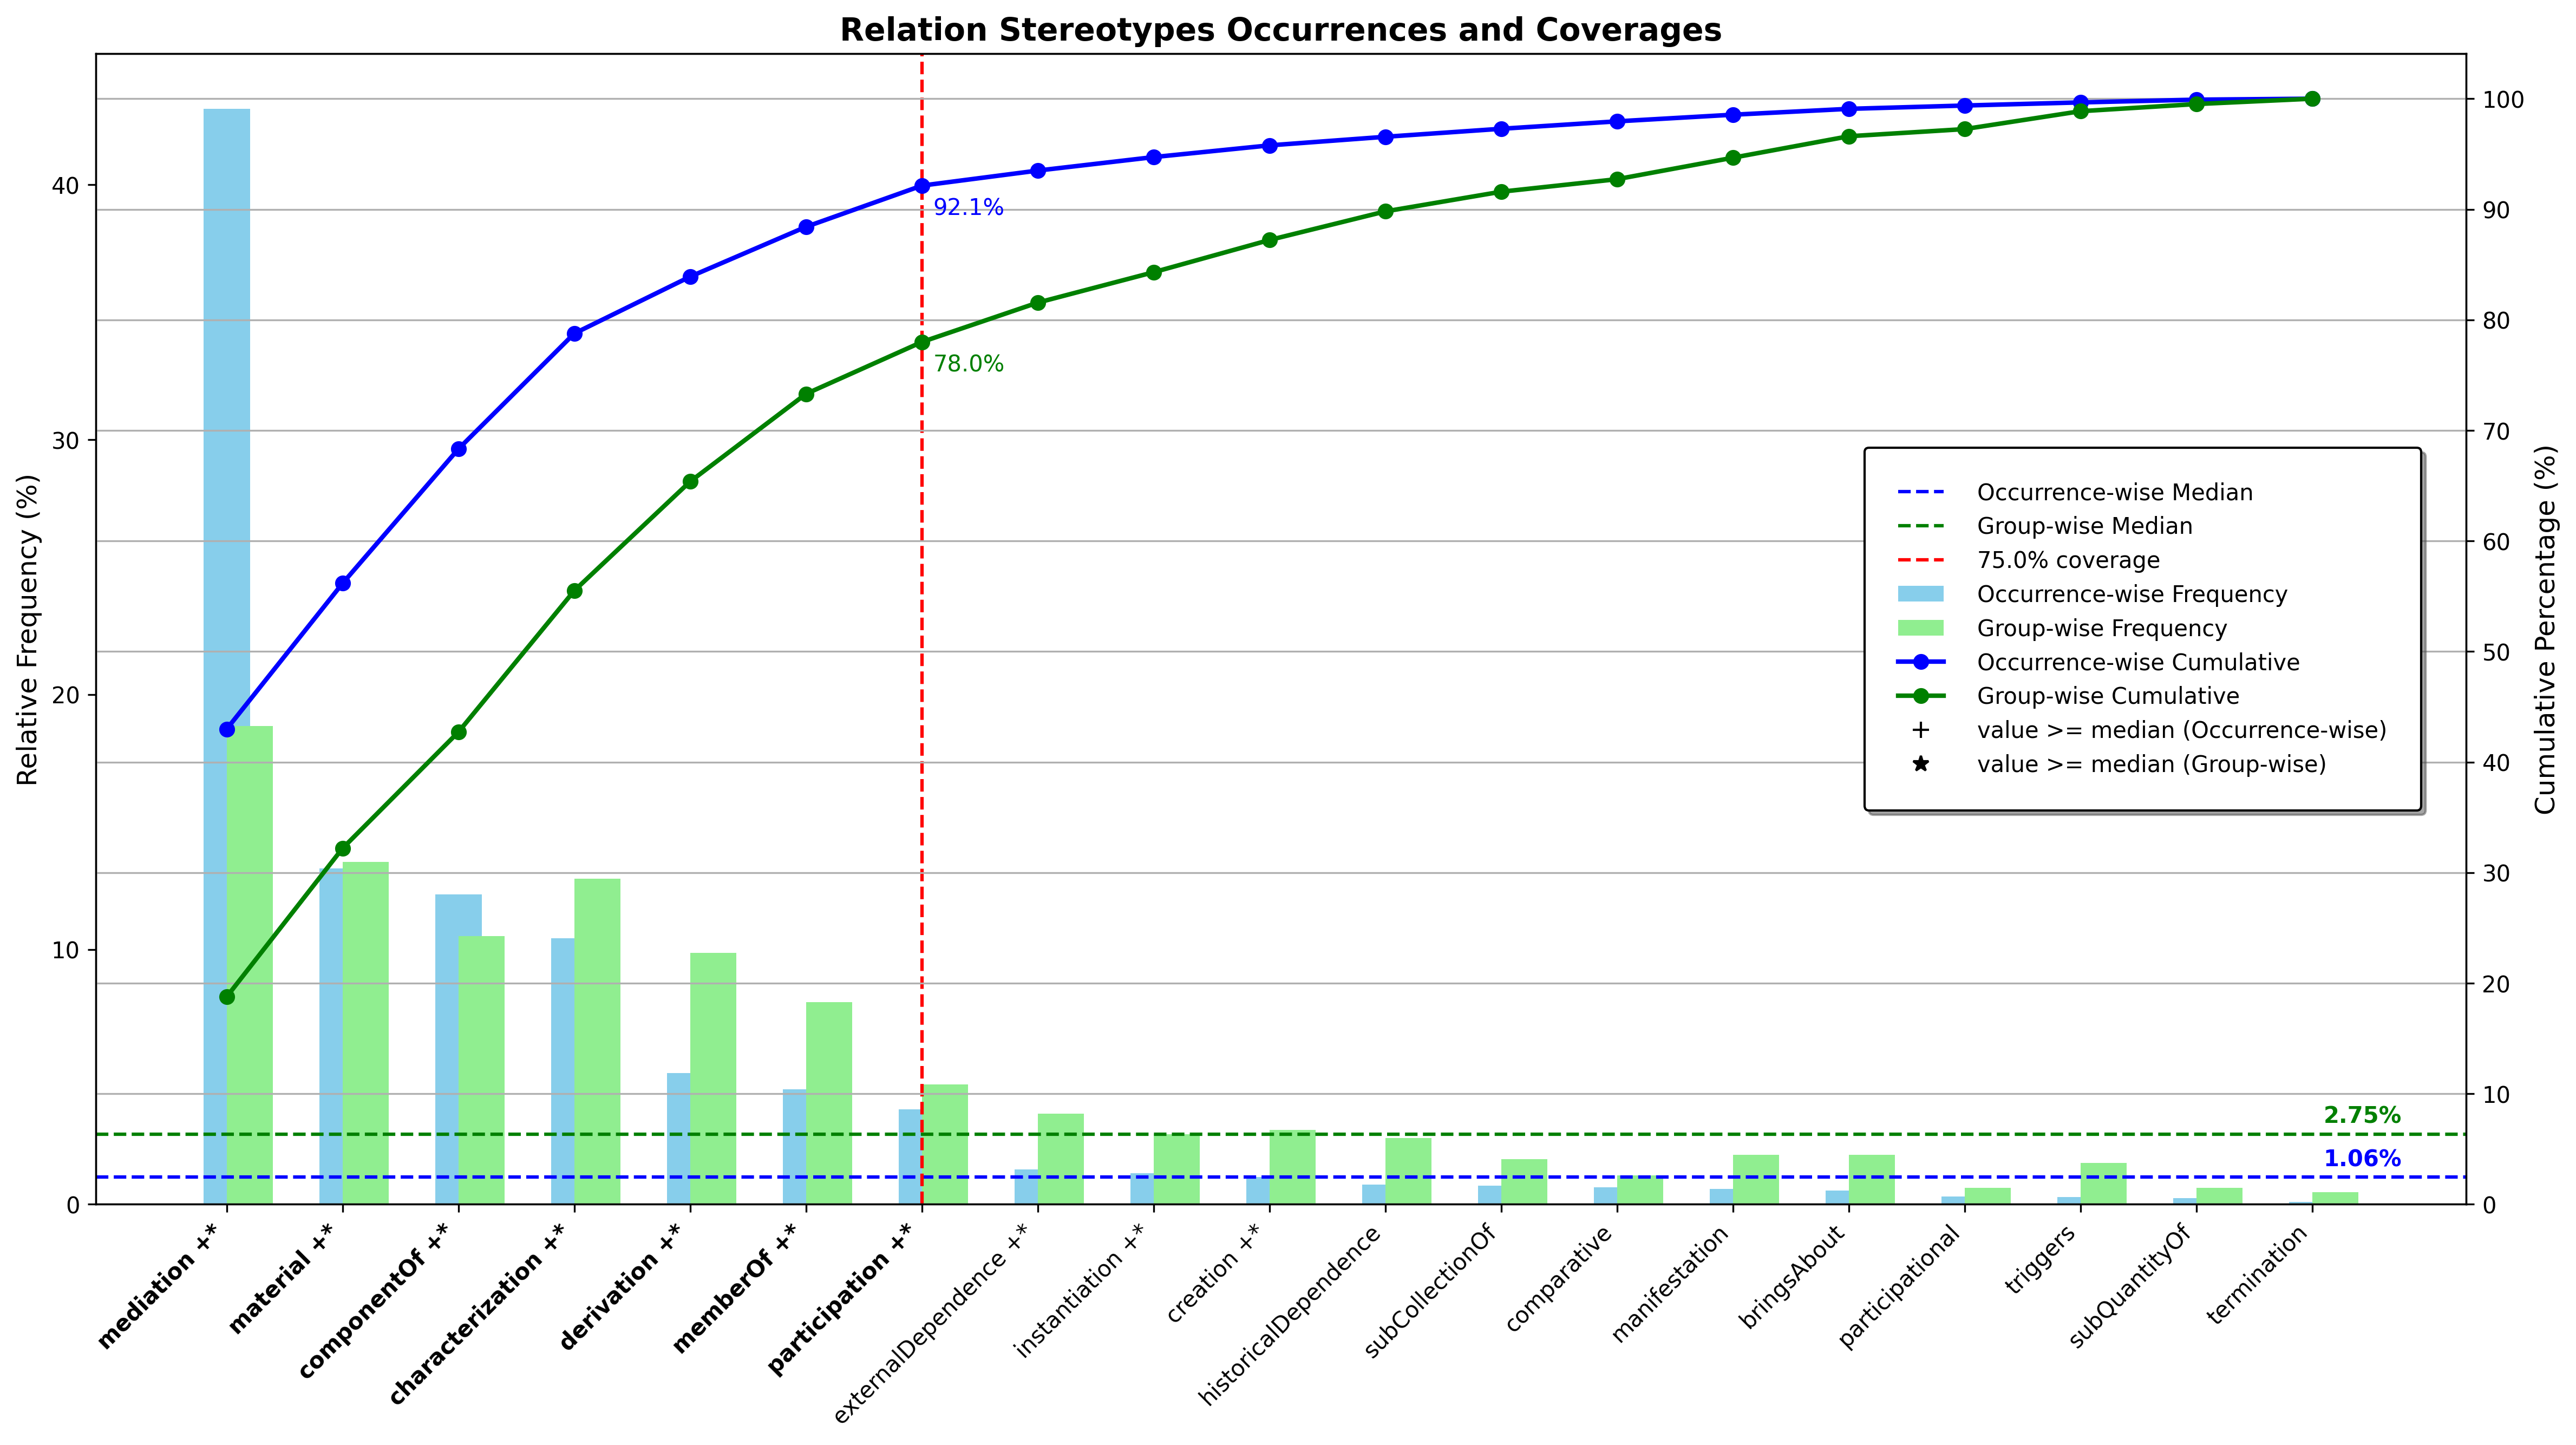 Relation Stereotypes Occurrences and Coverages
Relative Frequency (%)
40
30
20
10
0
100
90
80
70
60
50
40
30
20
10
0
Cumulative Percentage (%)
92.1%
78.0%
Occurrence-wise Median
Group-wise Median
75.0% coverage
Occurrence-wise Frequency
Group-wise Frequency
Occurrence-wise Cumulative
Group-wise Cumulative
value >= median (Occurrence-wise)
value >= median (Group-wise)
2.75%
1.06%
mediation +*
material +*
componentOf +*
characterization +*
derivation +*
memberOf +*
participation +*
externalDependence +*
instantiation +*
creation +*
historicalDependence
subCollectionOf
comparative
manifestation
bringsAbout
participational
triggers
subQuantityOf
termination